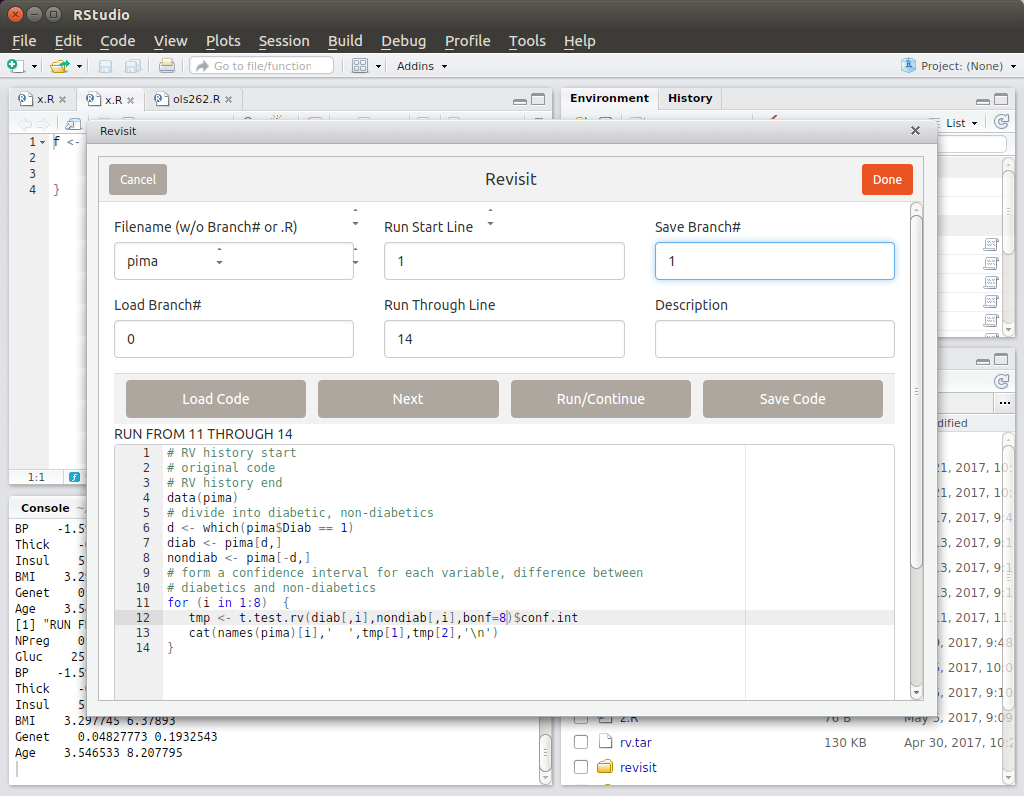 RStudio
File Edit Code View Plots Session Build Debug Profile Tools Help
Go to file/function Addins Project: (None)
x.R x.R ols262.R
Environment History
List
1 f <-
2
3
4 }
1:1
Revisit
Cancel Revisit Done
Filename (w/o Branch# or .R) Run Start Line Save Branch#
pima 1 1
Load Branch# Run Through Line Description
0 14
Load Code Next Run/Continue Save Code
RUN FROM 11 THROUGH 14
1 # RV history start
2 # original code
3 # RV history end
4 data(pima)
5 # divide into diabetic, non-diabetics
6 d <- which(pima$Diab == 1)
7 diab <- pima[d,]
8 nondiab <- pima[-d,]
9 # form a confidence interval for each variable, difference between
10 # diabetics and non-diabetics
11 for (i in 1:8)  {
12    tmp <- t.test.rv(diab[,i],nondiab[,i],bonf=8)$conf.int
13    cat(names(pima)[i],'  ',tmp[1],tmp[2],'\n')
14 }
Console ~
BP -1.5
Thick -
Insul 5
BMI 3.2
Genet 0
Age 3.5
[1] "RUN F
NPreg 0
Gluc 25
BP -1.5
Thick -
Insul 5
BMI 3.297745 6.37893
Genet 0.04827773 0.1932543
Age 3.546533 8.207795
...
dified
1, 2017, 10:
1, 2017, 9:
7, 2017, 9:4
3, 2017, 10:
3, 2017, 9:
1, 2017, 11:
0, 2017, 9:48
5, 2017, 10:0
5, 2017, 9:10
2.R 76 B May 5, 2017, 9:09
rv.tar 130 KB Apr 30, 2017, 10:2
revisit